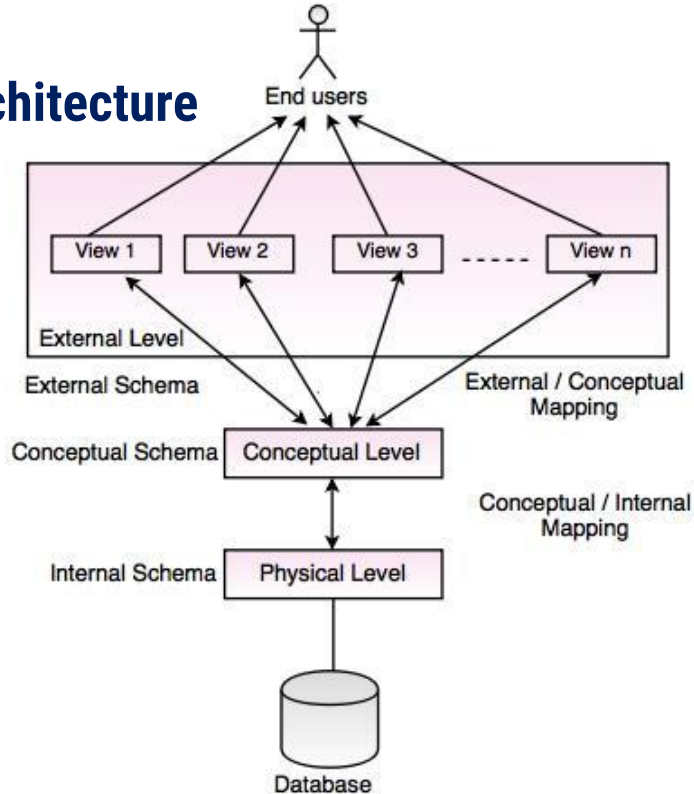 chitecture
End users
View 1
View 2
View 3
-----
View n
External Level
External Schema
External / Conceptual
Mapping
Conceptual Schema
Conceptual Level
Conceptual / Internal
Mapping
Internal Schema
Physical Level
Database